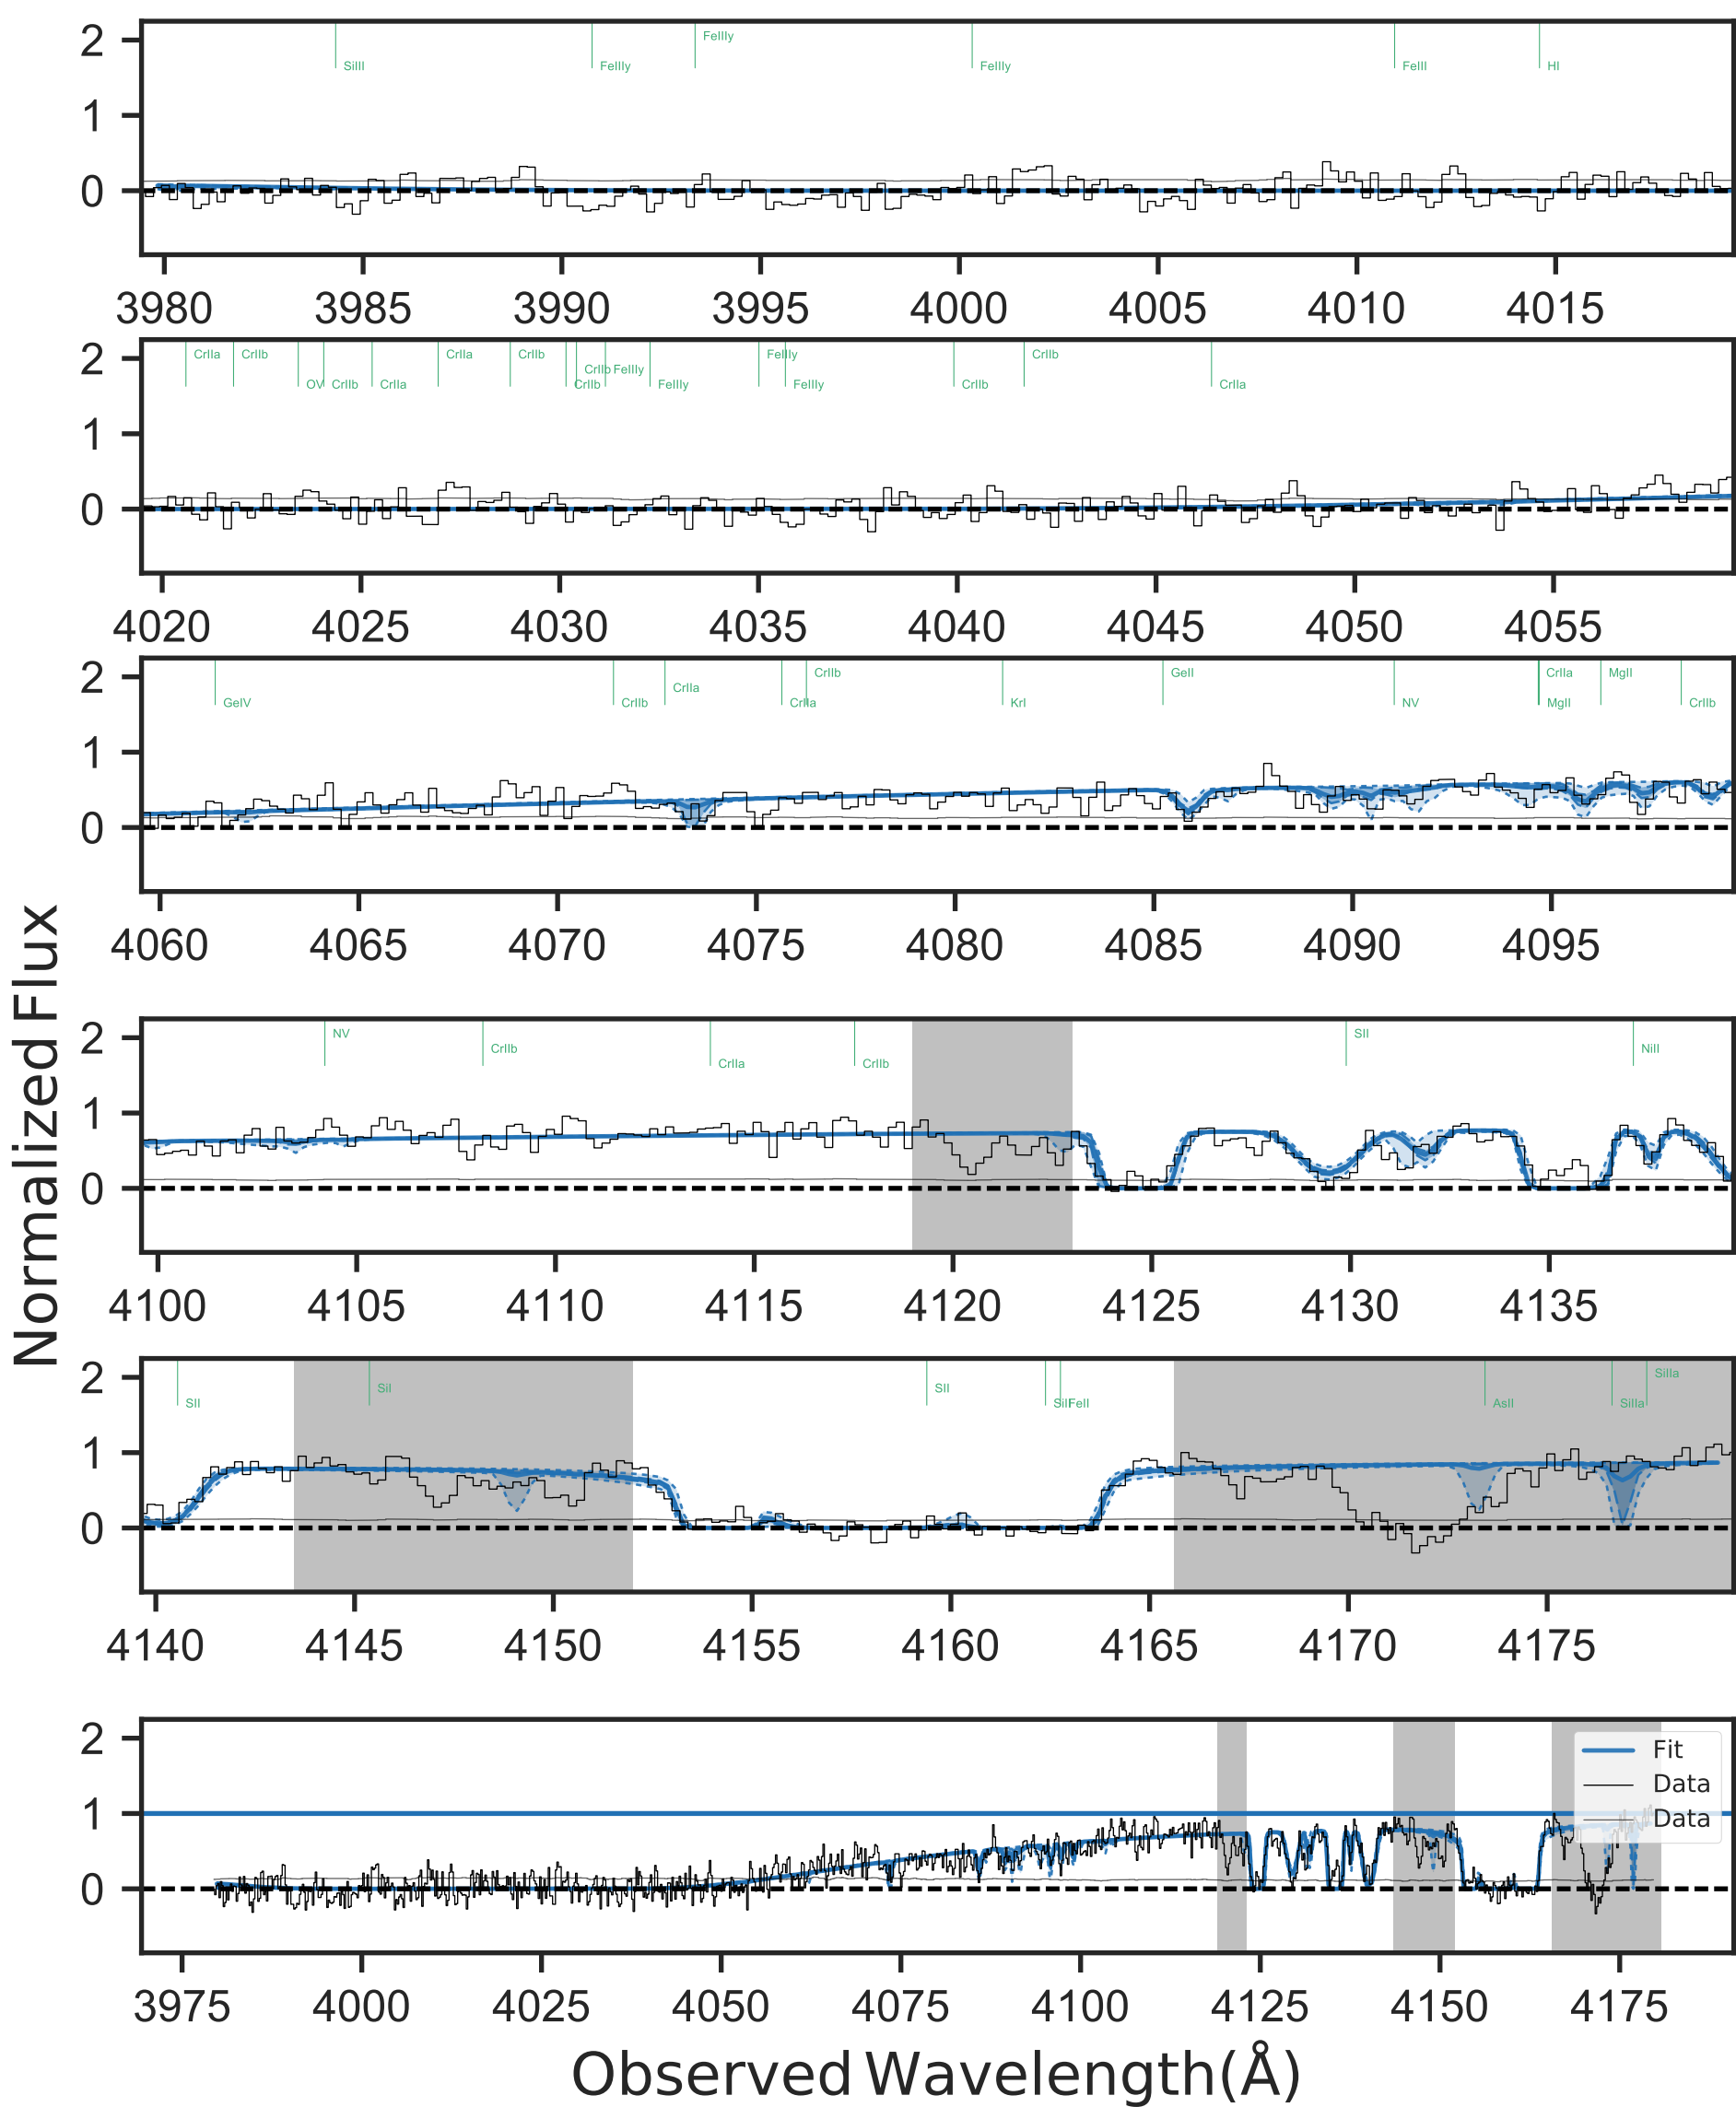 2
FeIIIy
SiIII
FeIIIy
FeIIIy
FeIII
HI
1
0
3980 3985 3990 3995 4000 4005 4010 4015
2
CrIIa CrIIb CrIIa CrIIb FeIIIy CrIIb
CrIIb FeIIIy
OV CrIIb CrIIa CrIIb FeIIIy FeIIIy CrIIb CrIIa
1
0
4020 4025 4030 4035 4040 4045 4050 4055
2
CrIIb GeII CrIIa MgII
CrIIa
GeIV CrIIb CrIIa KrI NV MgII CrIIb
1
0
4060 4065 4070 4075 4080 4085 4090 4095
Normalized Flux
2
NV SII NiII
CrIIb
CrIIa CrIIb
1
0
4100 4105 4110 4115 4120 4125 4130 4135
2
SiIIa
SiI
SII SII SiII FeII AsII SiIIa
1
0
4140 4145 4150 4155 4160 4165 4170 4175
2
1
0
Fit
Data
Data
3975 4000 4025 4050 4075 4100 4125 4150 4175
Observed Wavelength(Å)